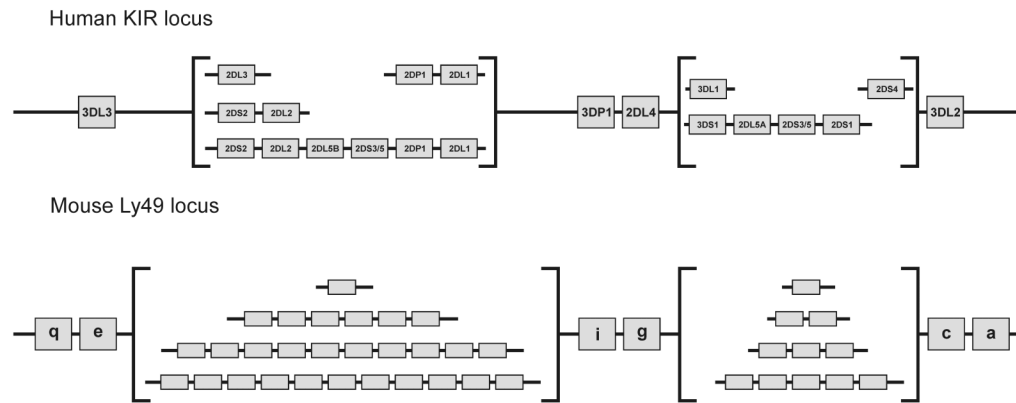 Human KIR locus
2DL3 2DP1 2DL1 3DL1 2DS4
3DL3 2DS2 2DL2 3DP1 2DL4 3DL2
2DS2 2DL2 2DL5B 2DS3/5 2DP1 2DL1 3DS1 2DL5A 2DS3/5 2DS1
Mouse Ly49 locus
q e i g c a